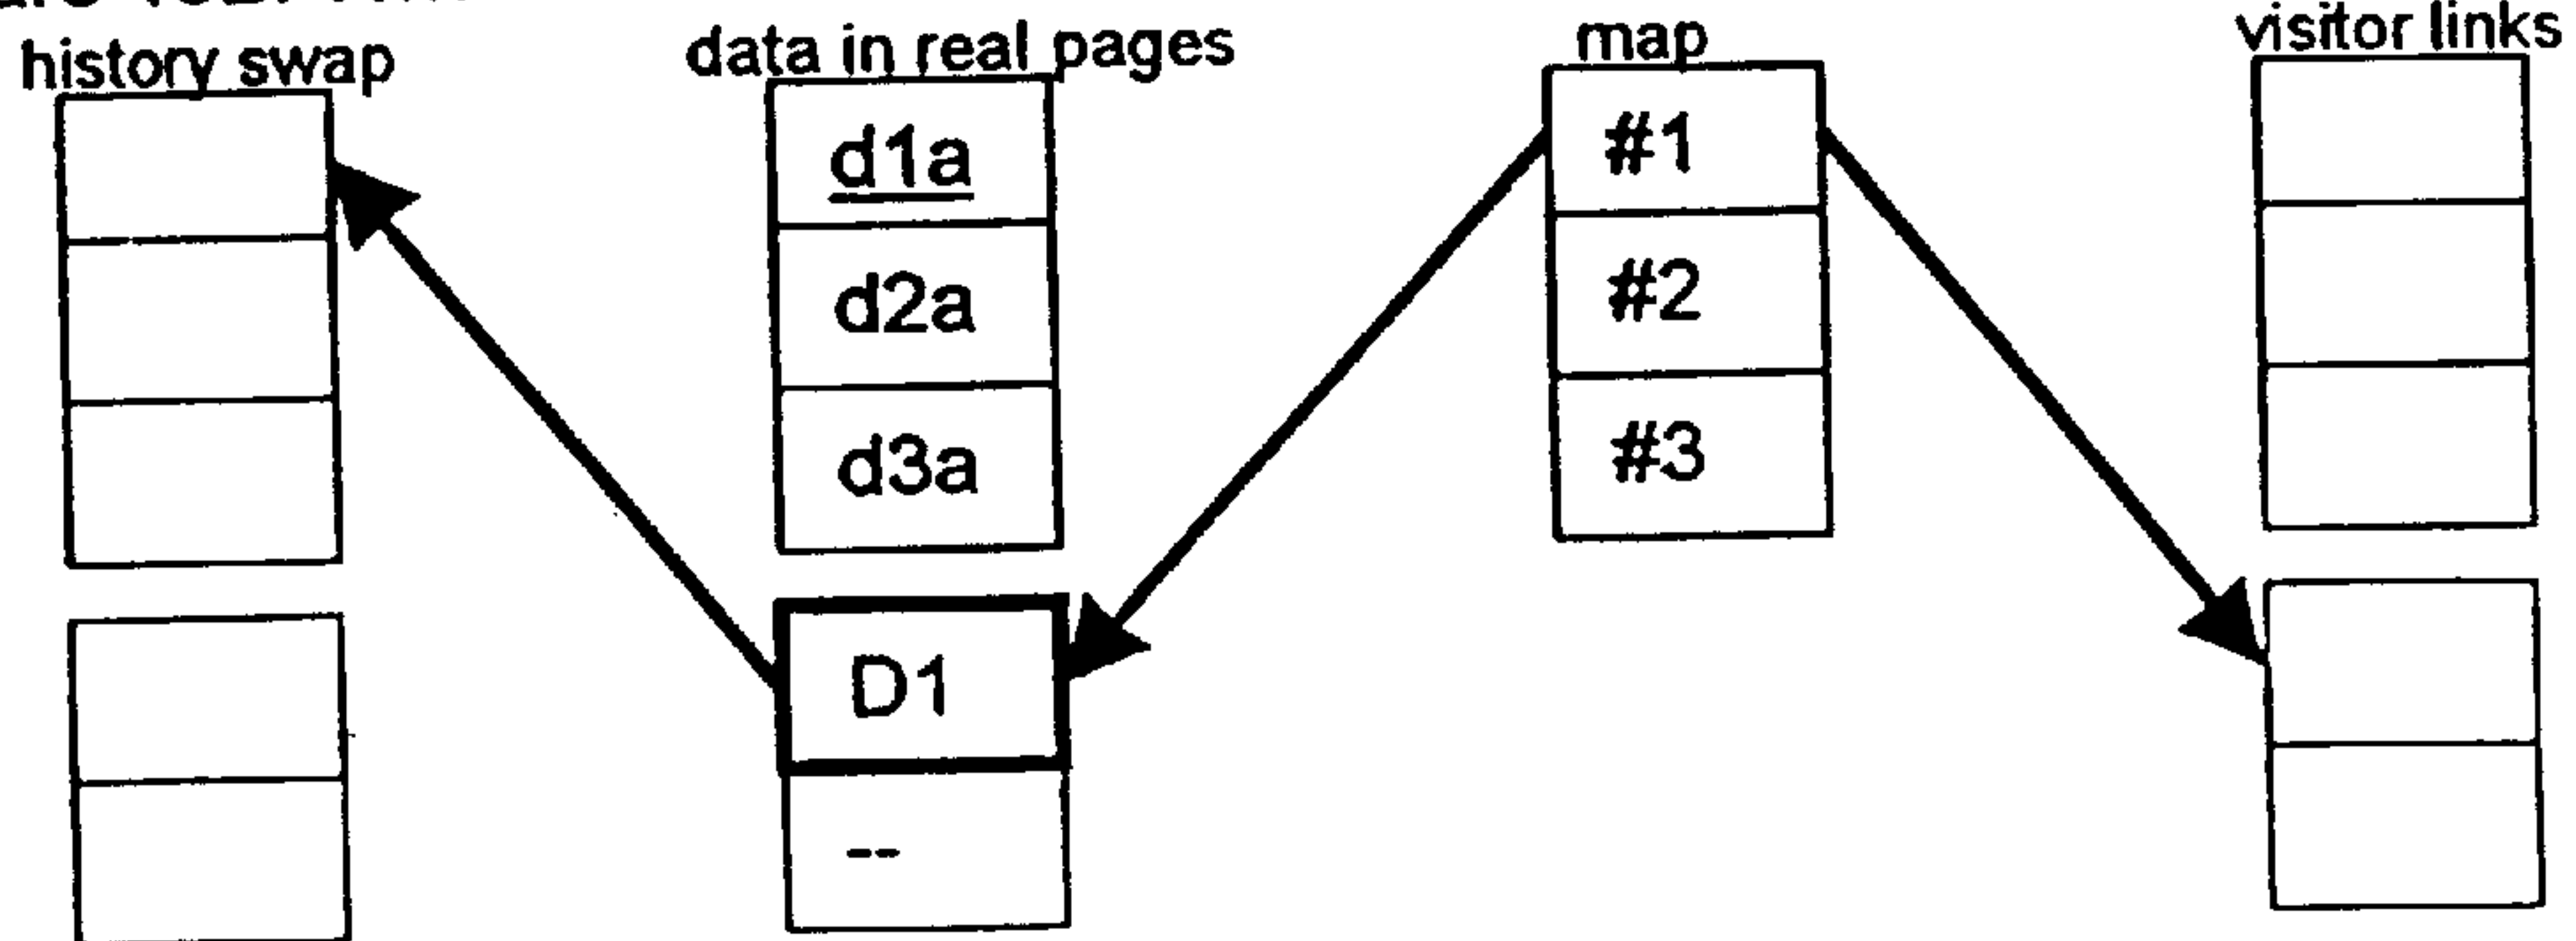 history swap
data in real pages
map
visitor links
d1a
d2a
d3a
D1
--
#1
#2
#3